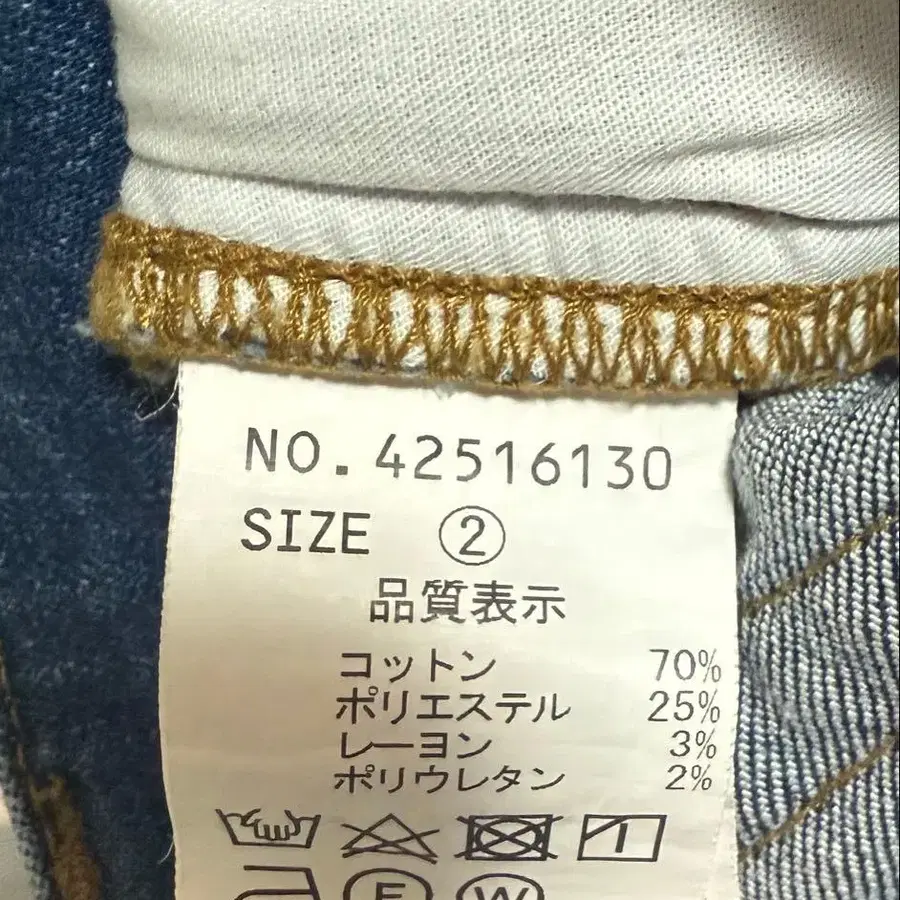 NO. 42516130
SIZE ②
品質表示
コットン 70%
ポリエステル 25%
レーヨン 3%
ポリウレタン 2%
F W